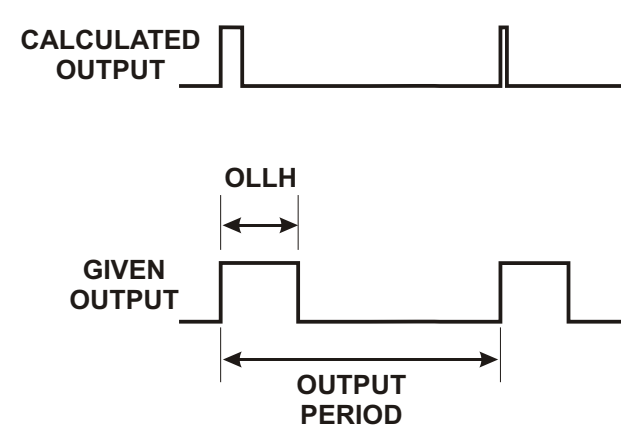 CALCULATED
OUTPUT
OLLH
GIVEN
OUTPUT
OUTPUT
PERIOD